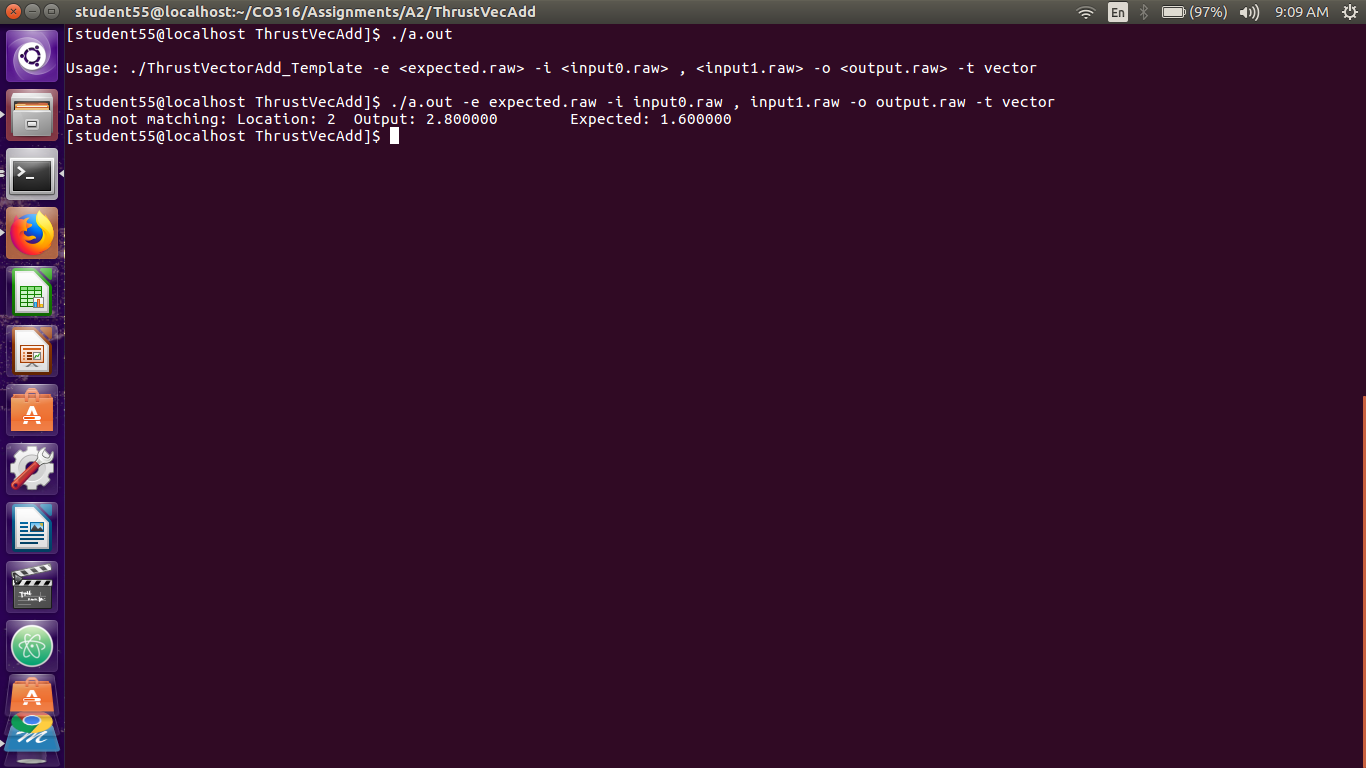 student55@localhost:~/CO316/Assignments/A2/ThrustVecAdd
En
(97%)
9:09 AM
[student55@localhost ThrustVecAdd]$ ./a.out
Usage: ./ThrustVectorAdd_Template -e <expected.raw> -i <input0.raw> , <input1.raw> -o <output.raw> -t vector
[student55@localhost ThrustVecAdd]$ ./a.out -e expected.raw -i input0.raw , input1.raw -o output.raw -t vector
Data not matching: Location: 2  Output: 2.800000        Expected: 1.600000
[student55@localhost ThrustVecAdd]$